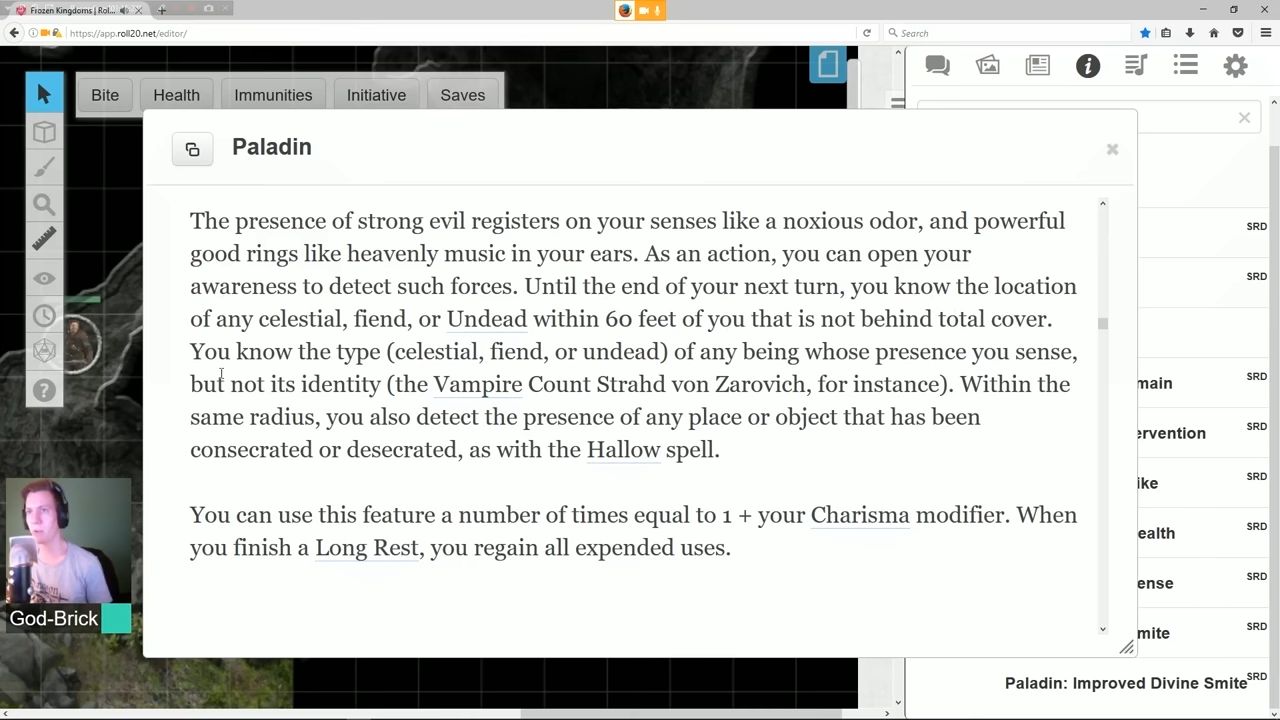 Frozen Kingdoms | Rol...
https://app.roll20.net/editor/
Search
Bite
Health
Immunities
Initiative
Saves
Paladin
The presence of strong evil registers on your senses like a noxious odor, and powerful
good rings like heavenly music in your ears. As an action, you can open your
awareness to detect such forces. Until the end of your next turn, you know the location
of any celestial, fiend, or Undead within 60 feet of you that is not behind total cover.
You know the type (celestial, fiend, or undead) of any being whose presence you sense,
but not its identity (the Vampire Count Strahd von Zarovich, for instance). Within the
same radius, you also detect the presence of any place or object that has been
consecrated or desecrated, as with the Hallow spell.
You can use this feature a number of times equal to 1 + your Charisma modifier. When
you finish a Long Rest, you regain all expended uses.
God-Brick
SRD
SRD
SRD
main
SRD
ervention
SRD
ike
SRD
ealth
SRD
ense
SRD
mite
SRD
Paladin: Improved Divine Smite
SRD